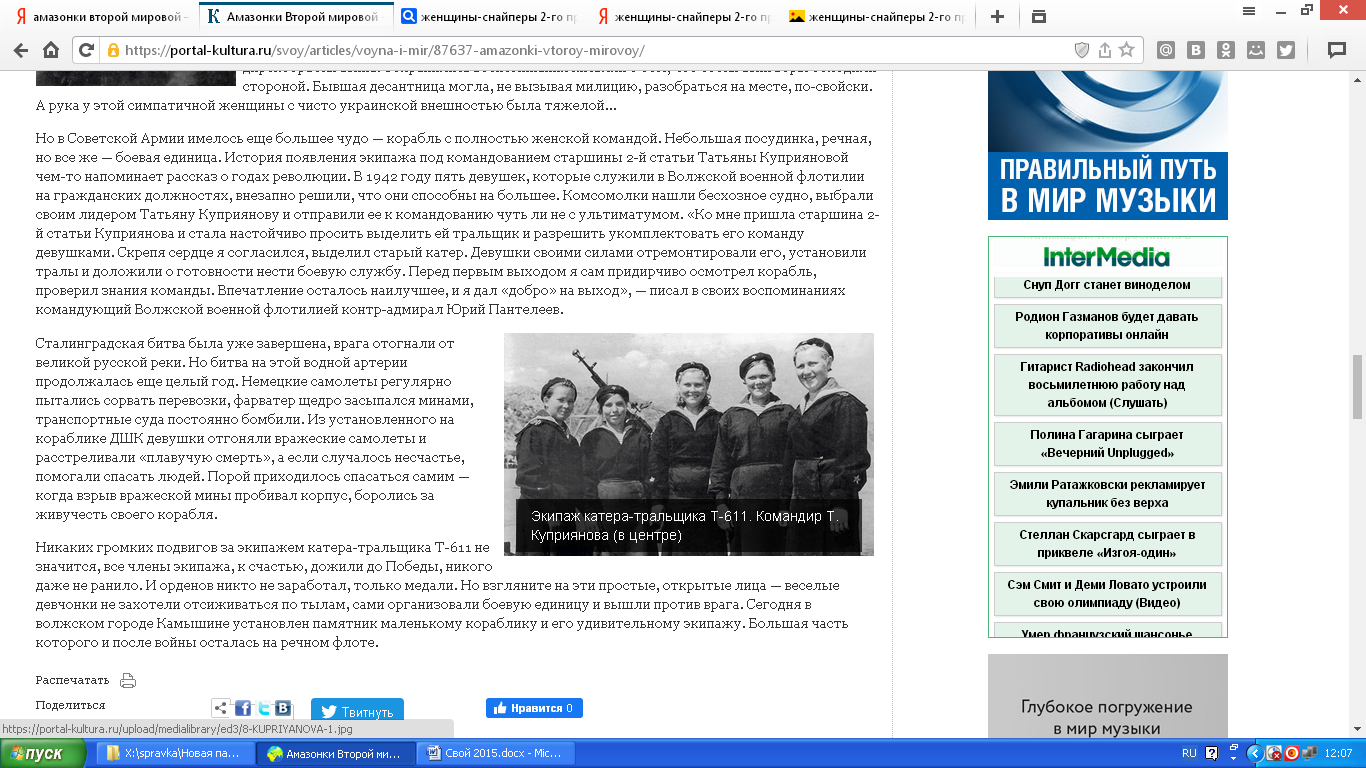 амазонки второй мировой –
Амазонки Второй мировой -
женщины-снайперы 2-го п
женщины-снайперы 2-го п
женщины-снайперы 2-го п
https://portal-kultura.ru/svoy/articles/voyna-i-mir/87637-amazonki-vtoroy-mirovoy/
стороной. Бывшая десантница могла, не вызывая милицию, разобраться на месте, по-свойски.
А рука у этой симпатичной женщины с чисто украинской внешностью была тяжелой...
Но в Советской Армии имелось еще большее чудо — корабль с полностью женской командой. Небольшая посудинка, речная,
но все же — боевая единица. История появления экипажа под командованием старшины 2-й статьи Татьяны Куприяновой
чем-то напоминает рассказ о годах революции. В 1942 году пять девушек, которые служили в Волжской военной флотилии
на гражданских должностях, внезапно решили, что они способны на большее. Комсомолки нашли бесхозное судно, выбрали
своим лидером Татьяну Куприянову и отправили ее к командованию чуть ли не с ультиматумом. «Ко мне пришла старшина 2-
й статьи Куприянова и стала настойчиво просить выделить ей тральщик и разрешить укомплектовать его команду
девушками. Скрепя сердце я согласился, выделил старый катер. Девушки своими силами отремонтировали его, установили
тралы и доложили о готовности нести боевую службу. Перед первым выходом я сам придирчиво осмотрел корабль,
проверил знания команды. Впечатление осталось наилучшее, и я дал «добро» на выход», — писал в своих воспоминаниях
командующий Волжской военной флотилией контр-адмирал Юрий Пантелеев.
Сталинградская битва была уже завершена, врага отогнали от
великой русской реки. Но битва на этой водной артерии
продолжалась еще целый год. Немецкие самолеты регулярно
пытались сорвать перевозки, фарватер щедро засыпался минами,
транспортные суда постоянно бомбили. Из установленного на
кораблике ДШК девушки отгоняли вражеские самолеты и
расстреливали «плавучую смерть», а если случалось несчастье,
помогали спасать людей. Порой приходилось спасаться самим —
когда взрыв вражеской мины пробивал корпус, боролись за
живучесть своего корабля.
Экипаж катера-тральщика Т-611. Командир Т.
Куприянова (в центре)
Никаких громких подвигов за экипажем катера-тральщика Т-611 не
значится, все члены экипажа, к счастью, дожили до Победы, никого
даже не ранило. И орденов никто не заработал, только медали. Но взгляните на эти простые, открытые лица — веселые
девчонки не захотели отсиживаться по тылам, сами организовали боевую единицу и вышли против врага. Сегодня в
волжском городе Камышине установлен памятник маленькому кораблику и его удивительному экипажу. Большая часть
которого и после войны осталась на речном флоте.
Распечатать
Поделиться
Твитнуть
Нравится 0
ПРАВИЛЬНЫЙ ПУТЬ
В МИР МУЗЫКИ
InterMedia
Снуп Догг станет виноделом
Родион Газманов будет давать
корпоративы онлайн
Гитарист Radiohead закончил
восьмилетнюю работу над
альбомом (Слушать)
Полина Гагарина сыграет
«Вечерний Unplugged»
Эмили Ратажковски рекламирует
купальник без верха
Стеллан Скарсгард сыграет в
приквеле «Изгоя-один»
Сэм Смит и Деми Ловато устроили
свою олимпиаду (Видео)
Умер французский шансонье
Глубокое погружение
в мир музыки
https://portal-kultura.ru/upload/medialibrary/ed3/8-KUPRIYANOVA-1.jpg
пуск
X:\spravka\Новая па...
Амазонки Второй ми...
Свой 2015.docx - Mic...
RU
12:07